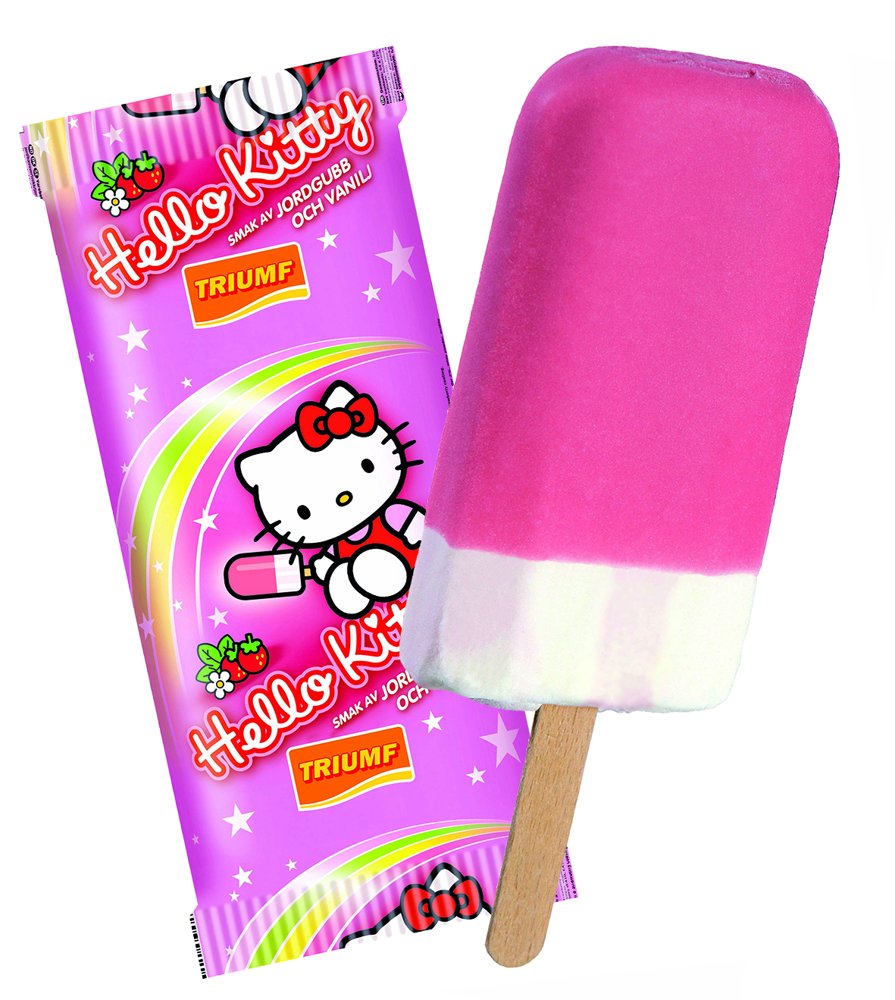 Hello Kitty
SMAK AV JORDGUBB
OCH VANILJ
TRIUMF
Hello Kit
SMAK AV JORD
OCH
TRIUMF